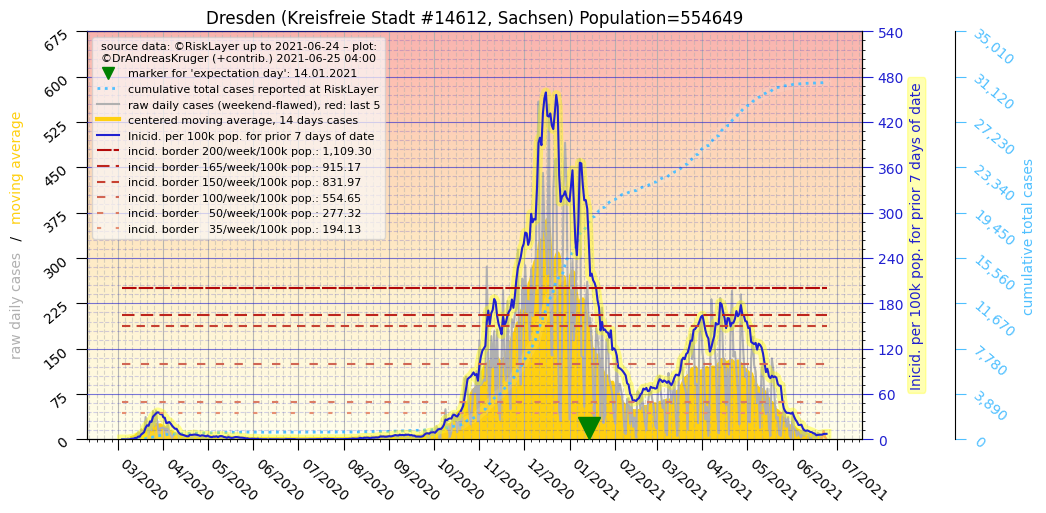 Dresden (Kreisfreie Stadt #14612, Sachsen) Population=554649
source data: ©RiskLayer up to 2021-06-24 – plot:
©DrAndreasKruger (+contrib.) 2021-06-25 04:00
marker for 'expectation day': 14.01.2021
cumulative total cases reported at RiskLayer
raw daily cases (weekend-flawed), red: last 5
centered moving average, 14 days cases
Inicid. per 100k pop. for prior 7 days of date
incid. border 200/week/100k pop.: 1,109.30
incid. border 165/week/100k pop.: 915.17
incid. border 150/week/100k pop.: 831.97
incid. border 100/week/100k pop.: 554.65
incid. border   50/week/100k pop.: 277.32
incid. border   35/week/100k pop.: 194.13
raw daily cases   /   moving average
675
600
525
450
375
300
225
150
75
0
540
480
420
360
300
240
180
120
60
0
Inicid. per 100k pop. for prior 7 days of date
35,010
31,120
27,230
23,340
19,450
15,560
11,670
7,780
3,890
0
cumulative total cases
03/2020
04/2020
05/2020
06/2020
07/2020
08/2020
09/2020
10/2020
11/2020
12/2020
01/2021
02/2021
03/2021
04/2021
05/2021
06/2021
07/2021